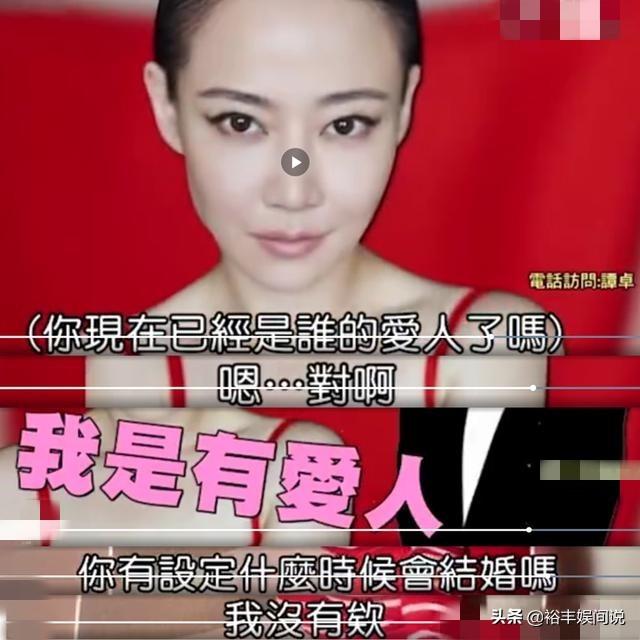 電話訪問:譚卓
(你現在已經是誰的愛人了嗎)
嗯…對啊
我是有愛人
你有設定什麼時候會結婚嗎
我沒有欸
头条 @裕丰娱间说